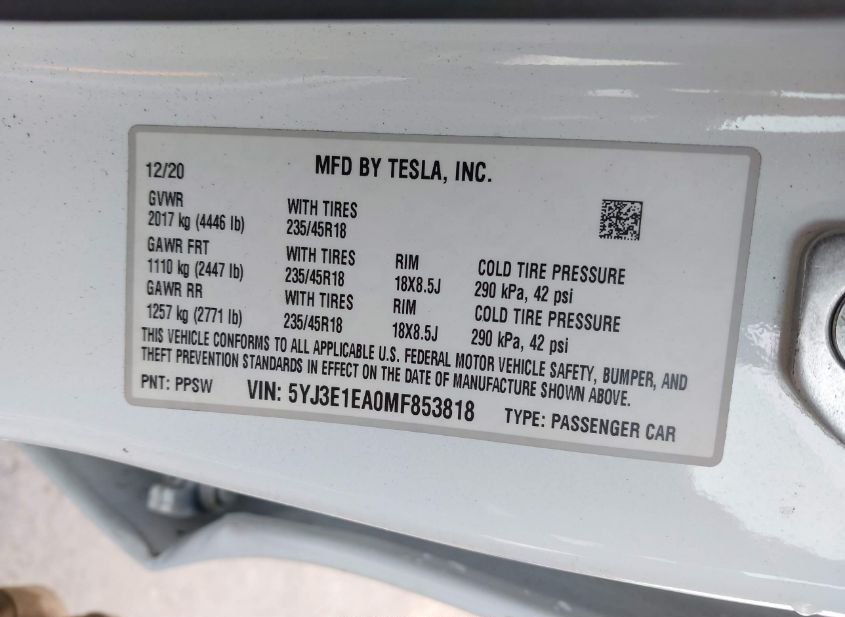 12/20 MFD BY TESLA, INC.
GVWR WITH TIRES
2017 kg (4446 lb) 235/45R18
GAWR FRT WITH TIRES RIM COLD TIRE PRESSURE
1110 kg (2447 lb) 235/45R18 18X8.5J 290 kPa, 42 psi
GAWR RR WITH TIRES RIM COLD TIRE PRESSURE
1257 kg (2771 lb) 235/45R18 18X8.5J 290 kPa, 42 psi
THIS VEHICLE CONFORMS TO ALL APPLICABLE U.S. FEDERAL MOTOR VEHICLE SAFETY, BUMPER, AND
THEFT PREVENTION STANDARDS IN EFFECT ON THE DATE OF MANUFACTURE SHOWN ABOVE.
PNT: PPSW VIN: 5YJ3E1EA0MF853818 TYPE: PASSENGER CAR